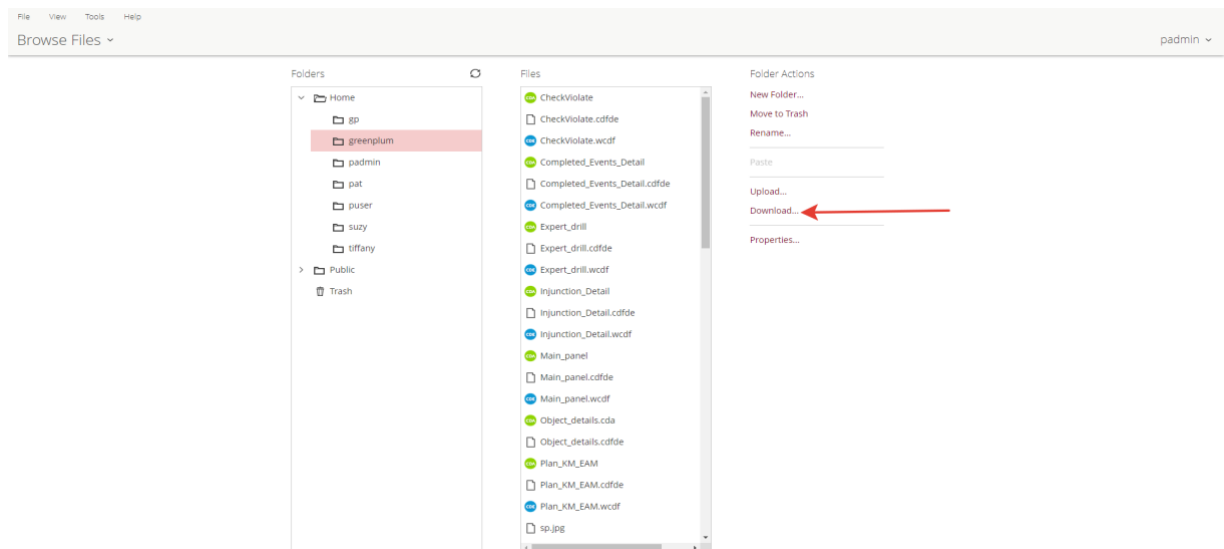 File View Tools Help
Browse Files
padmin
Folders
Home
gp
greenplum
padmin
pat
puser
suzy
tiffany
Public
Trash
Files
CheckViolate
CheckViolate.cdfde
CheckViolate.wcdf
Completed_Events_Detail
Completed_Events_Detail.cdfde
Completed_Events_Detail.wcdf
Expert_drill
Expert_drill.cdfde
Expert_drill.wcdf
Injunction_Detail
Injunction_Detail.cdfde
Injunction_Detail.wcdf
Main_panel
Main_panel.cdfde
Main_panel.wcdf
Object_details.cda
Object_details.cdfde
Plan_KM_EAM
Plan_KM_EAM.cdfde
Plan_KM_EAM.wcdf
sp.jpg
Folder Actions
New Folder...
Move to Trash
Rename...
Paste
Upload...
Download...
Properties...